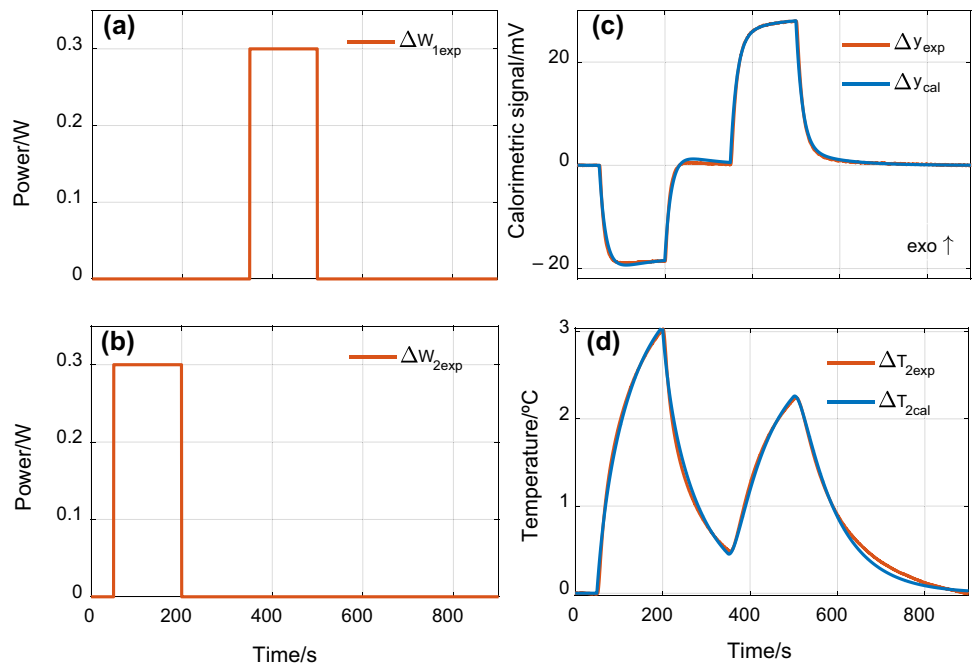 (a)
ΔW1exp
0.3
0.2
0.1
0
Power/W
(b)
ΔW2exp
0.3
0.2
0.1
0
Power/W
0 200 400 600 800
Time/s
(c)
Δyexp
Δycal
20
0
– 20
Calorimetric signal/mV
exo ↑
(d)
ΔT2exp
ΔT2cal
3
2
1
0
Temperature/ºC
0 200 400 600 800
Time/s